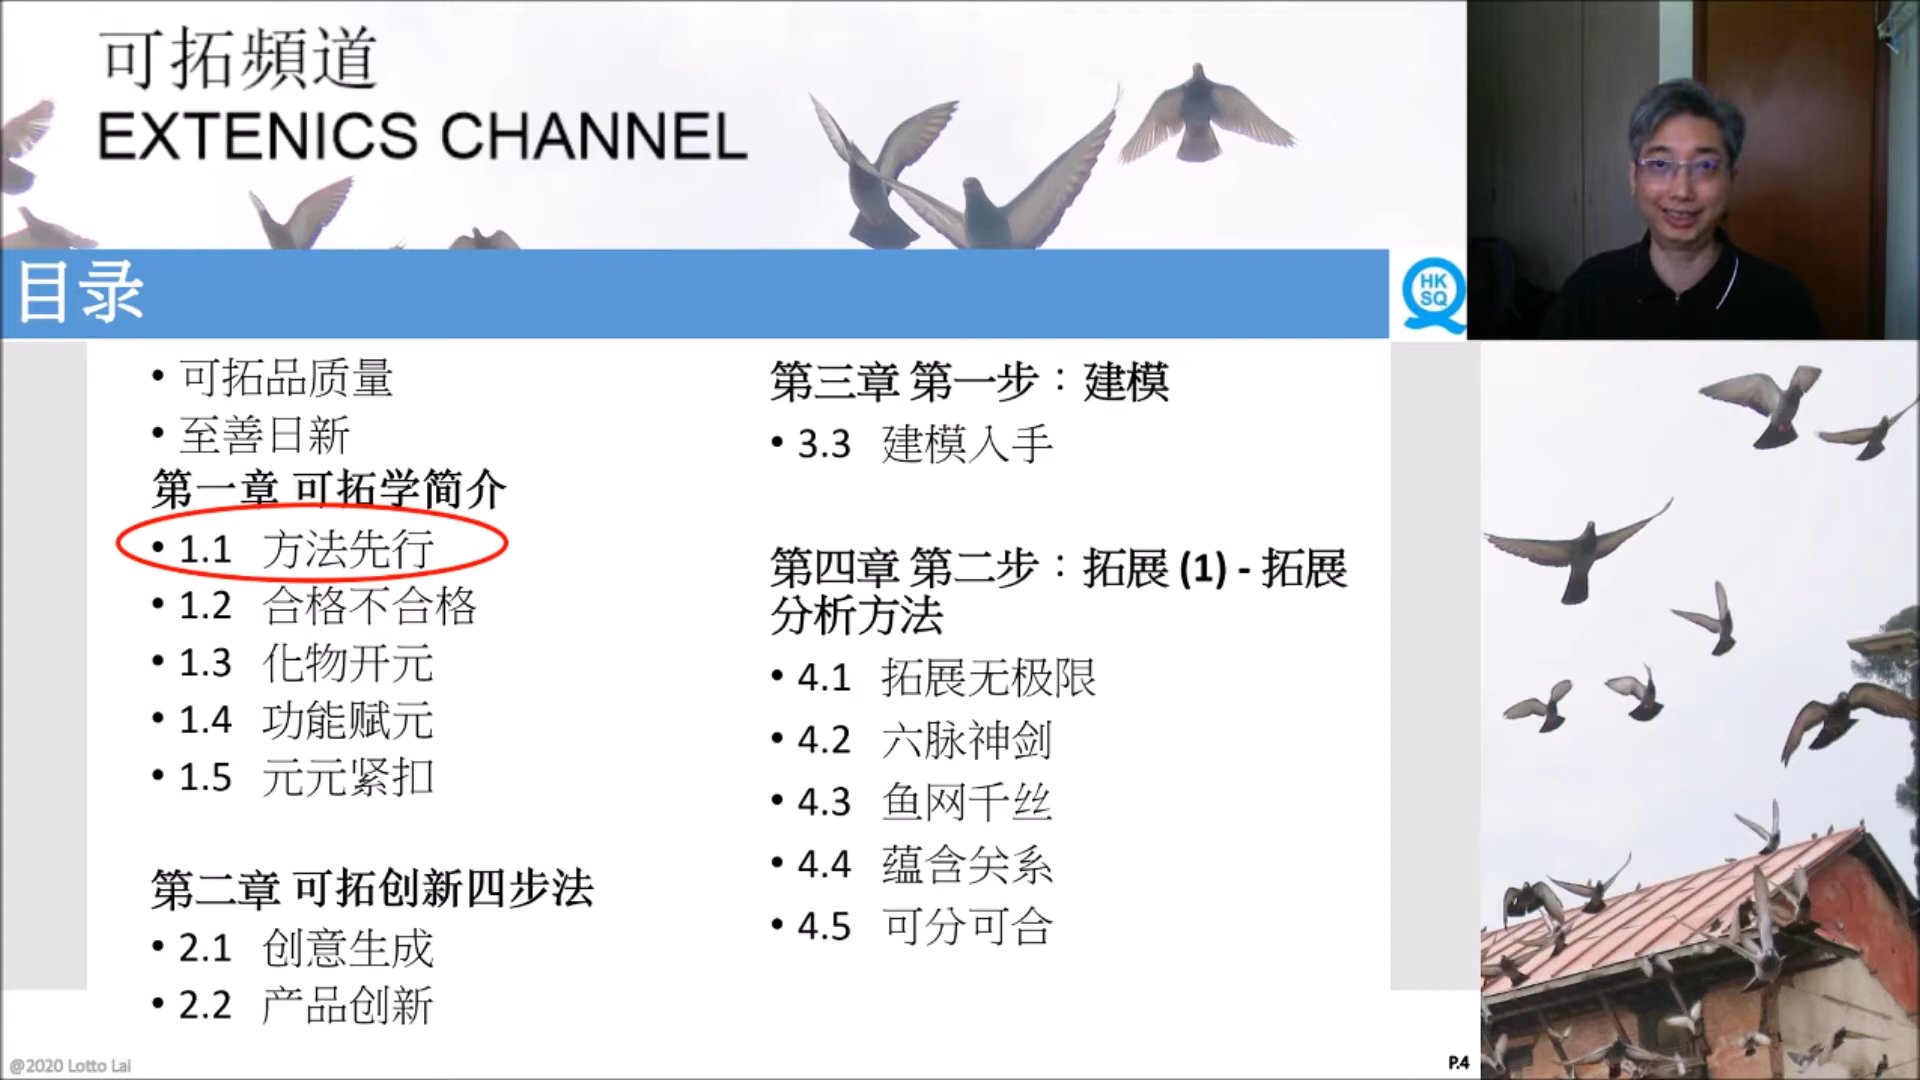 可拓頻道
EXTENICS CHANNEL
目录
HK
SQ
• 可拓品质量
• 至善日新
第一章 可拓学简介
• 1.1 方法先行
• 1.2 合格不合格
• 1.3 化物开元
• 1.4 功能赋元
• 1.5 元元紧扣
第二章 可拓创新四步法
• 2.1 创意生成
• 2.2 产品创新
第三章 第一步：建模
• 3.3 建模入手
第四章 第二步：拓展 (1) - 拓展
分析方法
• 4.1 拓展无极限
• 4.2 六脉神剑
• 4.3 鱼网千丝
• 4.4 蕴含关系
• 4.5 可分可合
@2020 Lotto Lai
P.4